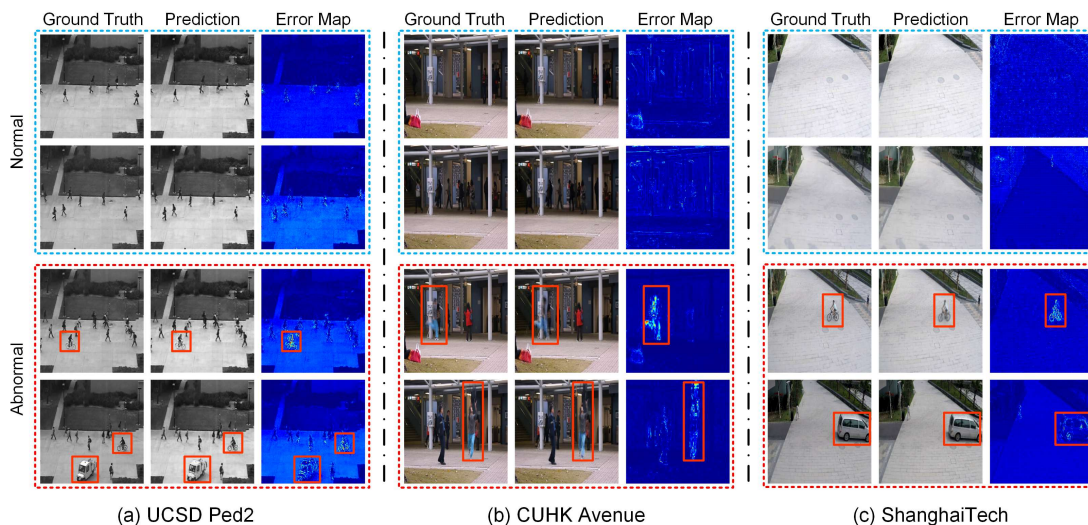 Ground Truth Prediction Error Map Ground Truth Prediction Error Map Ground Truth Prediction Error Map
Normal
Abnormal
(a) UCSD Ped2 (b) CUHK Avenue (c) ShanghaiTech